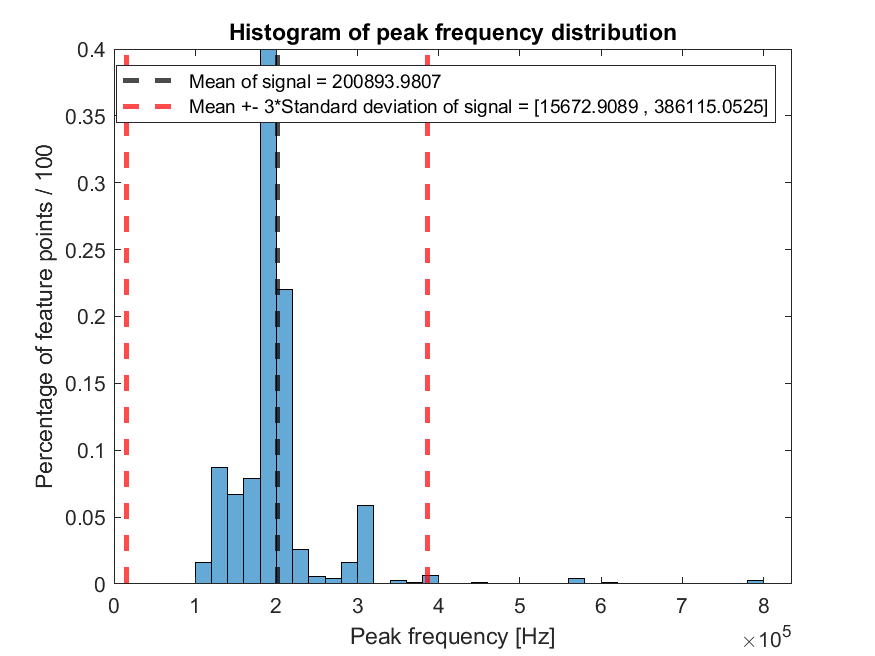 Histogram of peak frequency distribution
Mean of signal = 200893.9807
Mean +- 3*Standard deviation of signal = [15672.9089 , 386115.0525]
Percentage of feature points / 100
0.4
0.35
0.3
0.25
0.2
0.15
0.1
0.05
0
0 1 2 3 4 5 6 7 8
Peak frequency [Hz]
×10^5